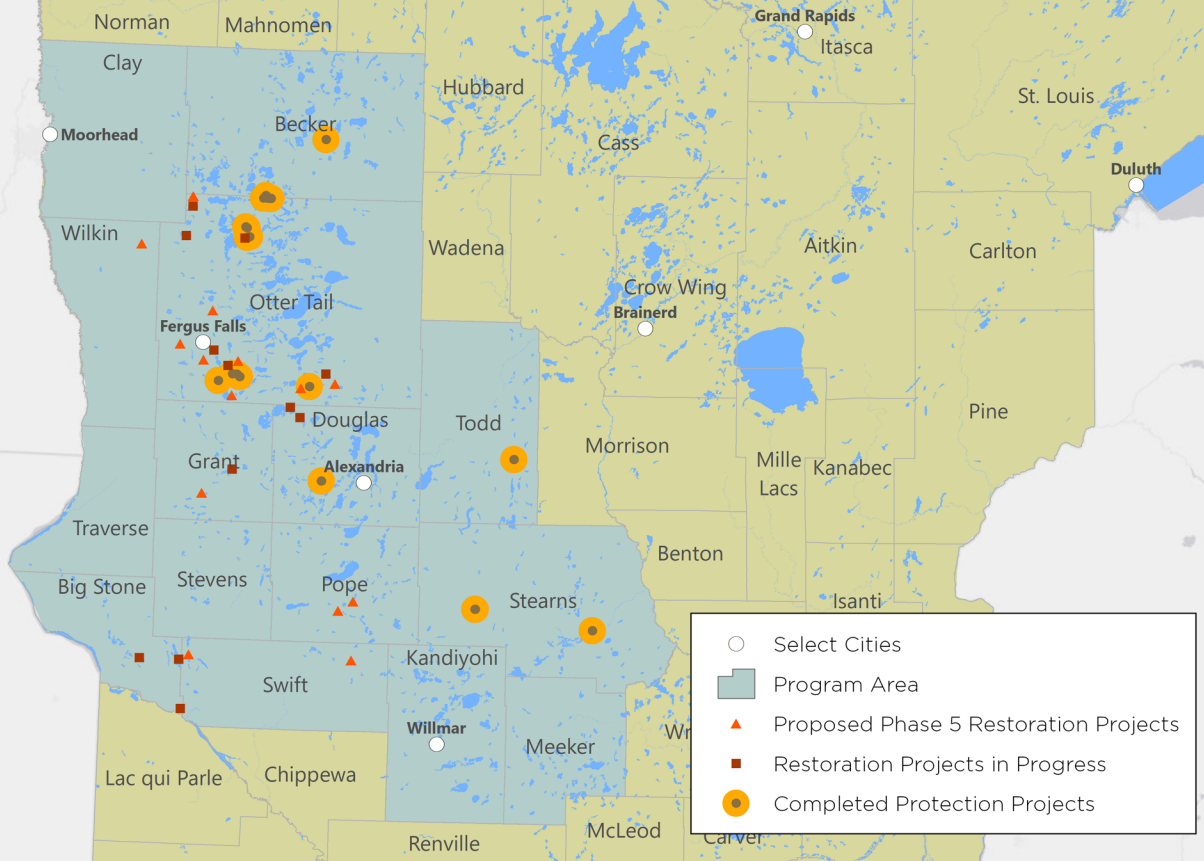 Norman
Mahnomen
Grand Rapids
Itasca
Clay
Hubbard
St. Louis
Becker
Moorhead
Cass
Duluth
Wilkin
Wadena
Aitkin
Carlton
Otter Tail
Crow Wing
Brainerd
Fergus Falls
Douglas
Todd
Pine
Morrison
Grant
Alexandria
Mille
Lacs
Kanabec
Traverse
Benton
Big Stone
Stevens
Pope
Stearns
Isanti
Kandiyohi
Swift
Willmar
Meeker
Wr
Lac qui Parle
Chippewa
McLeod
Carver
Renville
Select Cities
Program Area
Proposed Phase 5 Restoration Projects
Restoration Projects in Progress
Completed Protection Projects